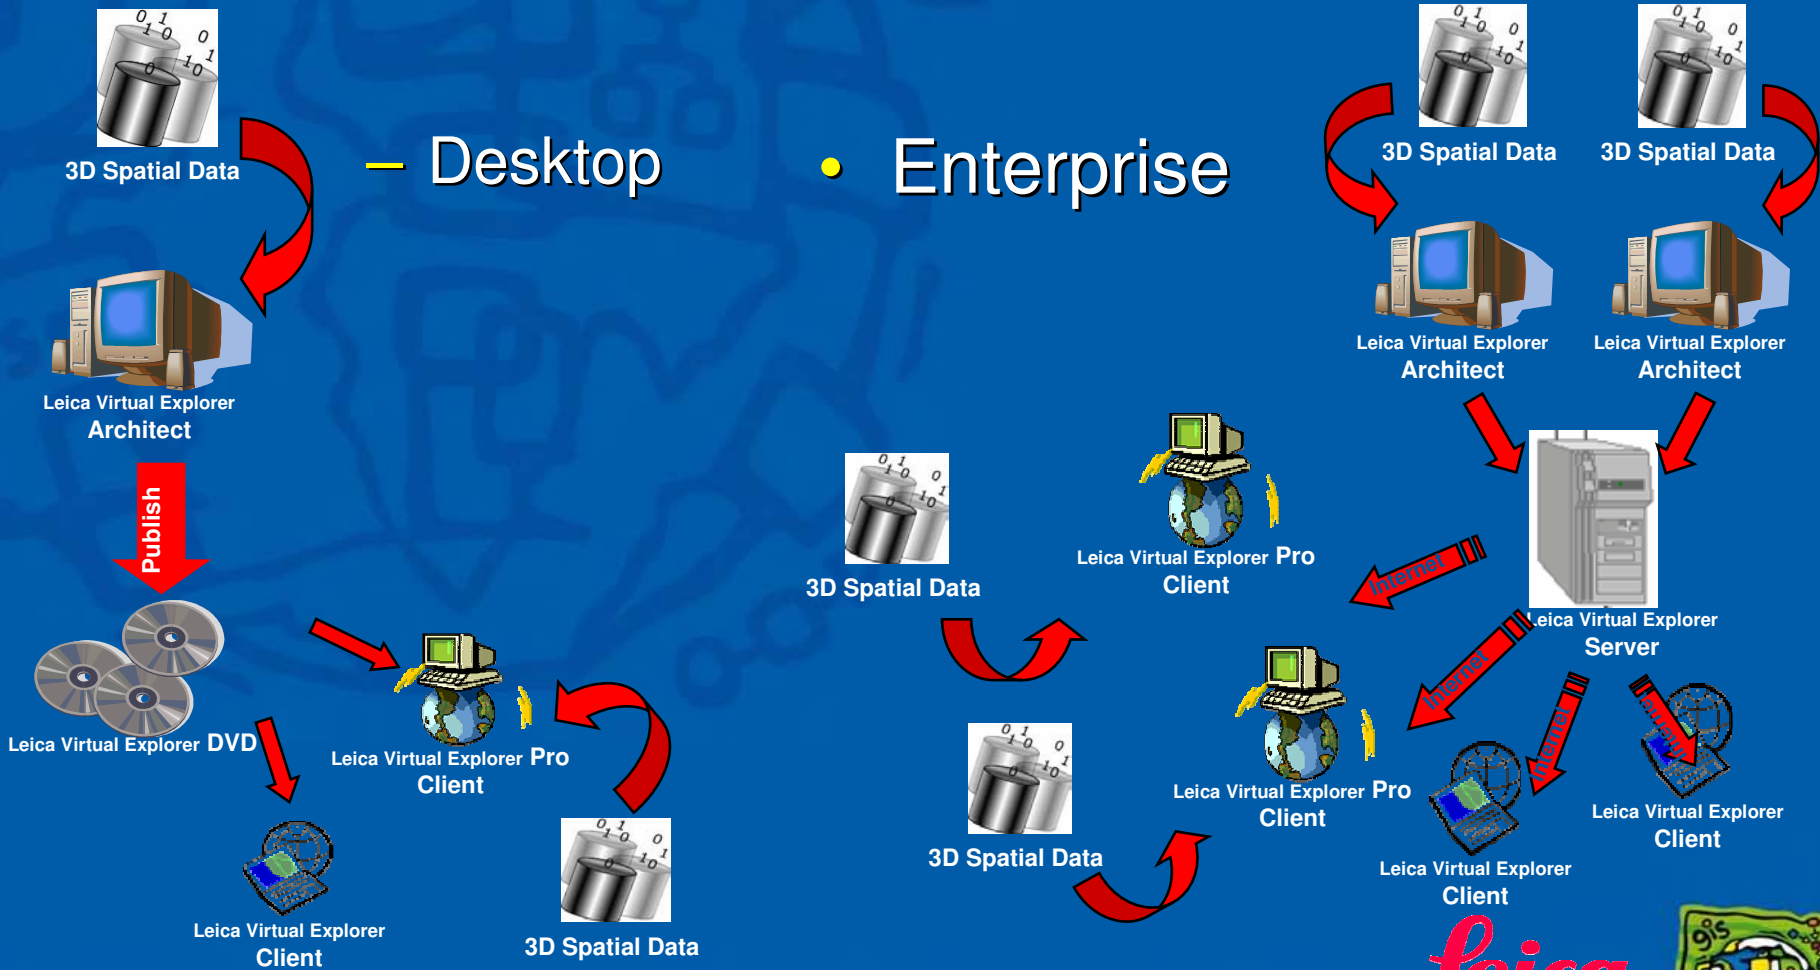 3D Spatial Data
– Desktop
Leica Virtual Explorer
Architect
Publish
Leica Virtual Explorer DVD
Leica Virtual Explorer Pro
Client
Leica Virtual Explorer
Client
3D Spatial Data
• Enterprise
3D Spatial Data
3D Spatial Data
Leica Virtual Explorer
Architect
Leica Virtual Explorer
Architect
Leica Virtual Explorer
Server
Internet
Internet
Internet
Internet
3D Spatial Data
Leica Virtual Explorer Pro
Client
3D Spatial Data
Leica Virtual Explorer Pro
Client
Leica Virtual Explorer
Client
Leica Virtual Explorer
Client
Leica
gis